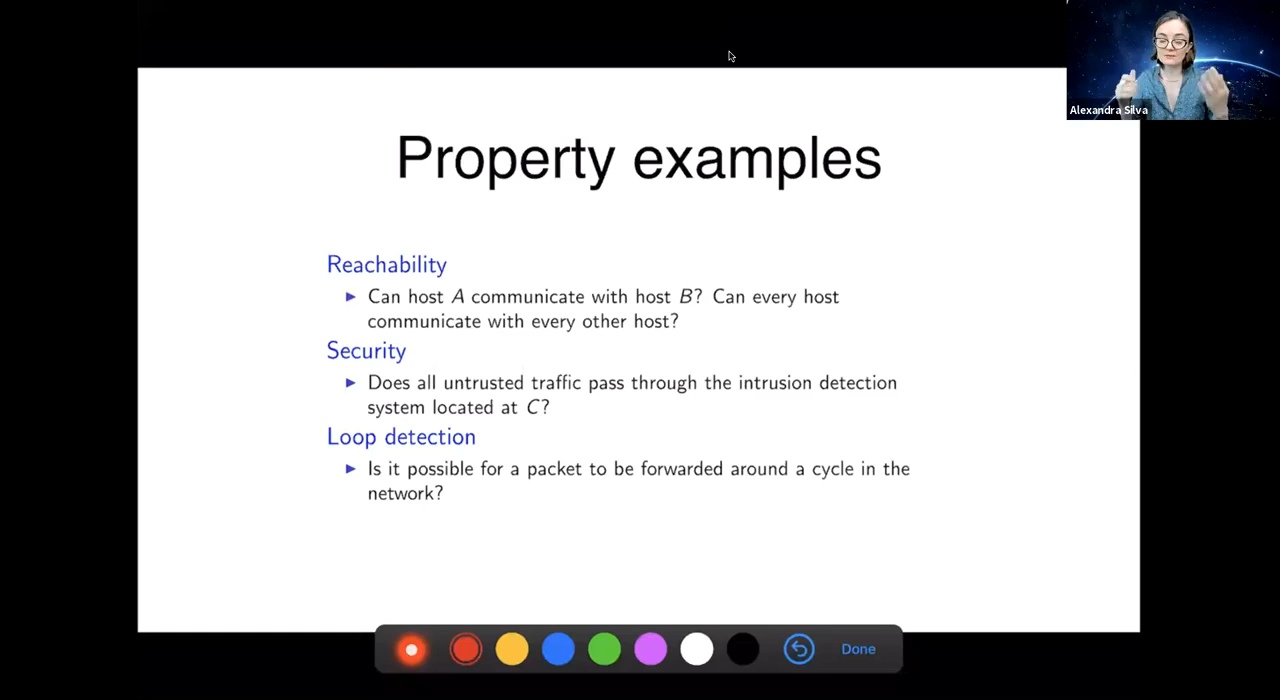 Alexandra Silva
Property examples
Reachability
▶ Can host A communicate with host B? Can every host
communicate with every other host?
Security
▶ Does all untrusted traffic pass through the intrusion detection
system located at C?
Loop detection
▶ Is it possible for a packet to be forwarded around a cycle in the
network?
Done